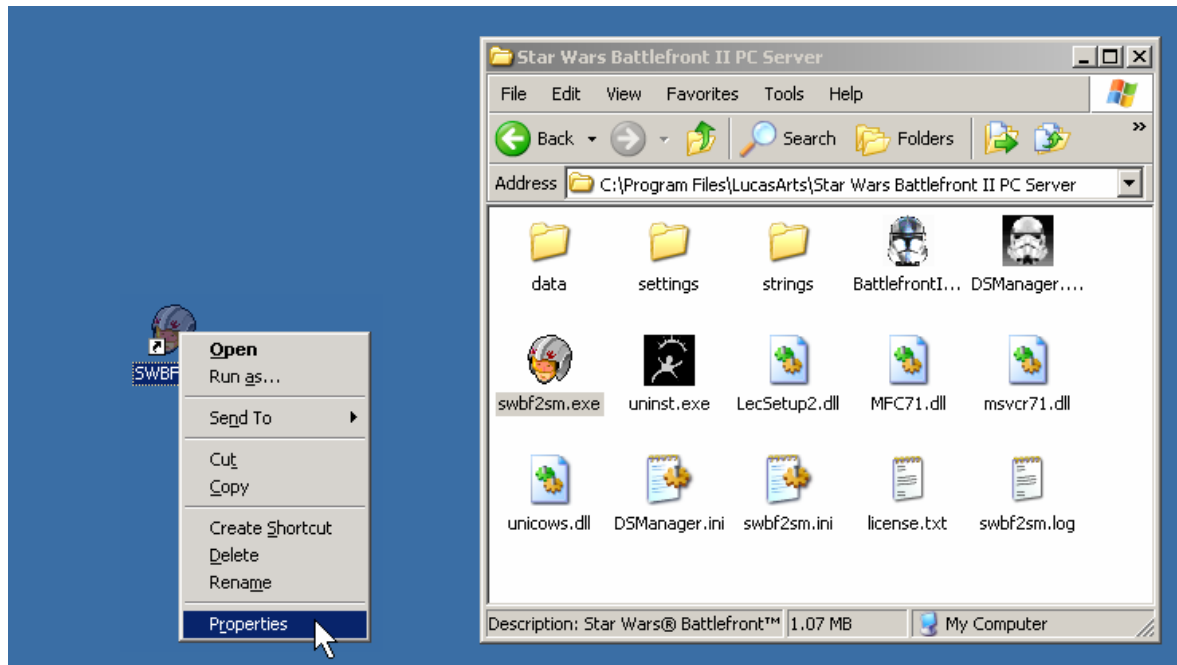 Star Wars Battlefront II PC Server
File Edit View Favorites Tools Help
Back Search Folders »
Address C:\Program Files\LucasArts\Star Wars Battlefront II PC Server
data settings strings BattlefrontI... DSManager....
swbf2sm.exe uninst.exe LecSetup2.dll MFC71.dll msvcr71.dll
unicows.dll DSManager.ini swbf2sm.ini license.txt swbf2sm.log
Description: Star Wars® Battlefront™ 1.07 MB My Computer
SWBF
Open
Run as...
Send To
Cut
Copy
Create Shortcut
Delete
Rename
Properties